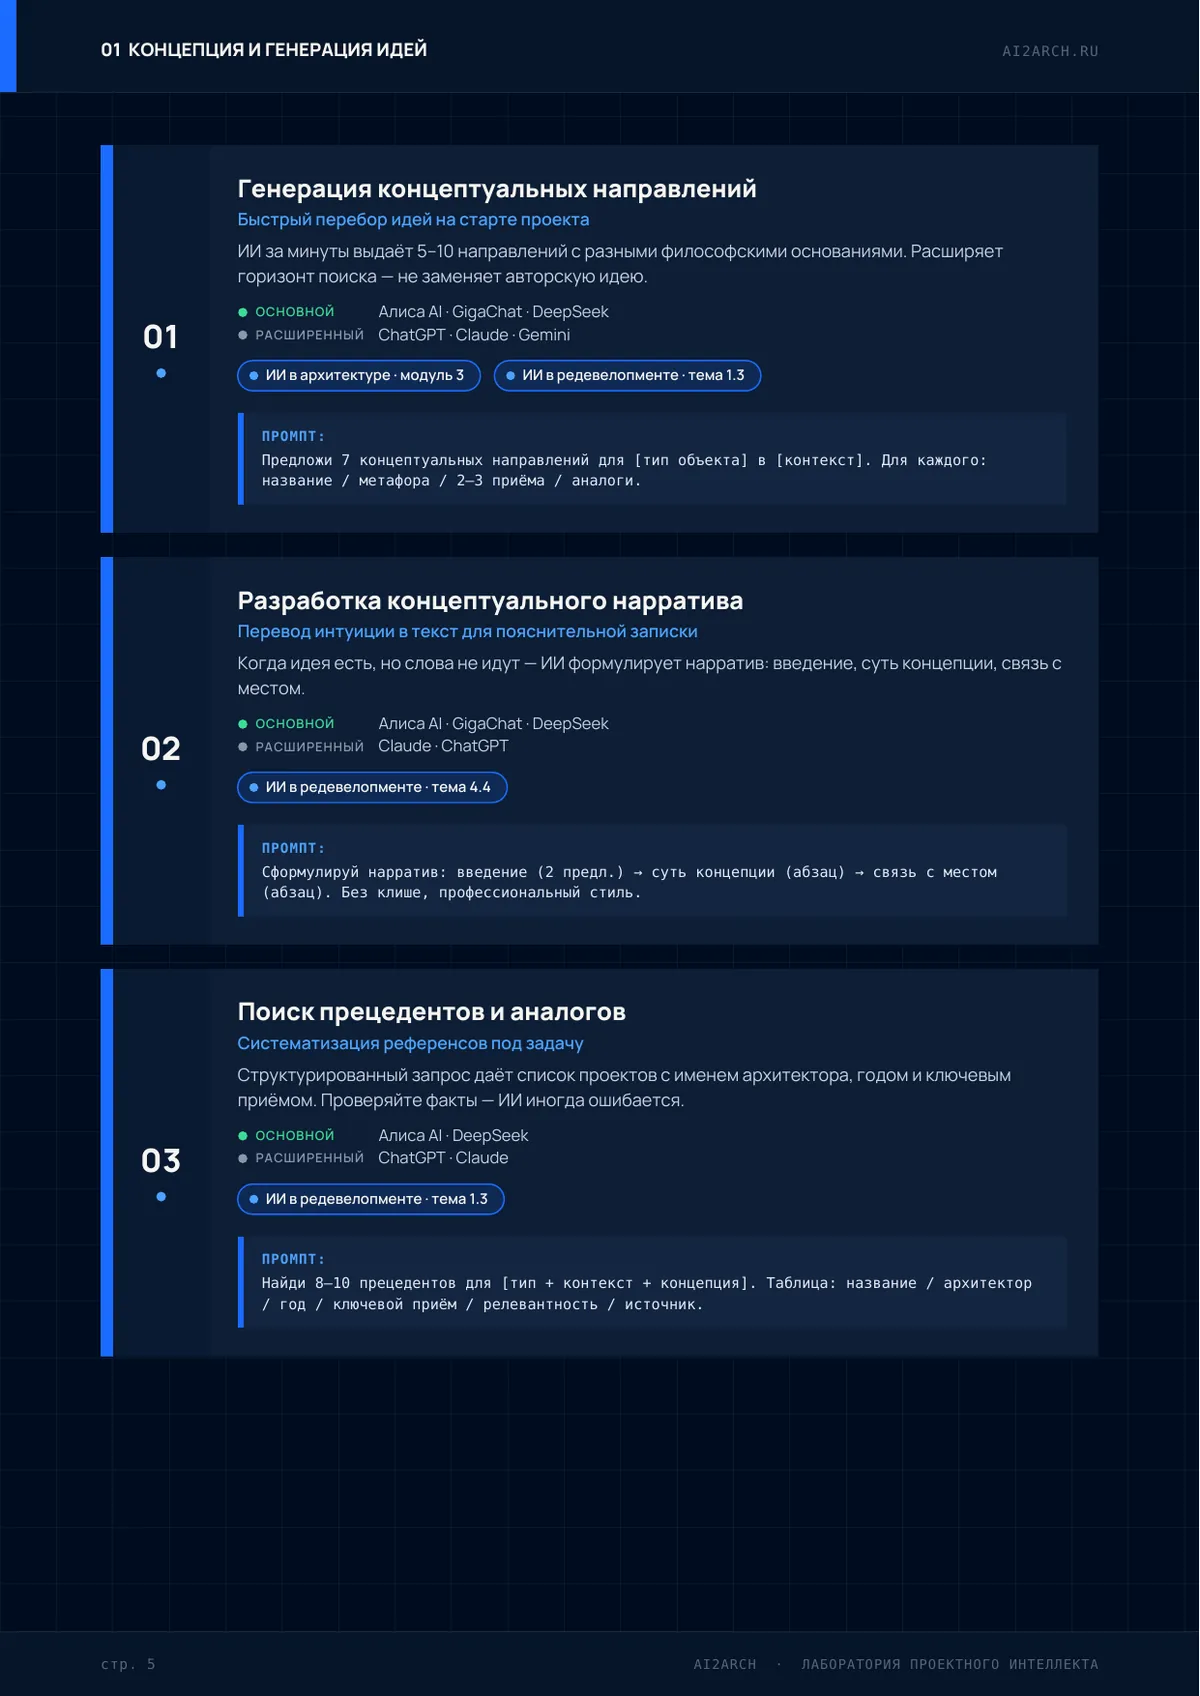 01 КОНЦЕПЦИЯ И ГЕНЕРАЦИЯ ИДЕЙ
AI2ARCH.RU
01
Генерация концептуальных направлений
Быстрый перебор идей на старте проекта
ИИ за минуты выдаёт 5–10 направлений с разными философскими основаниями. Расширяет
горизонт поиска — не заменяет авторскую идею.
ОСНОВНОЙ Алиса AI · GigaChat · DeepSeek
РАСШИРЕННЫЙ ChatGPT · Claude · Gemini
ИИ в архитектуре · модуль 3 ИИ в редевелопменте · тема 1.3
ПРОМПТ:
Предложи 7 концептуальных направлений для [тип объекта] в [контекст]. Для каждого:
название / метафора / 2–3 приёма / аналоги.
02
Разработка концептуального нарратива
Перевод интуиции в текст для пояснительной записки
Когда идея есть, но слова не идут — ИИ формулирует нарратив: введение, суть концепции, связь с
местом.
ОСНОВНОЙ Алиса AI · GigaChat · DeepSeek
РАСШИРЕННЫЙ Claude · ChatGPT
ИИ в редевелопменте · тема 4.4
ПРОМПТ:
Сформулируй нарратив: введение (2 предл.) → суть концепции (абзац) → связь с местом
(абзац). Без клише, профессиональный стиль.
03
Поиск прецедентов и аналогов
Систематизация референсов под задачу
Структурированный запрос даёт список проектов с именем архитектора, годом и ключевым
приёмом. Проверяйте факты — ИИ иногда ошибается.
ОСНОВНОЙ Алиса AI · DeepSeek
РАСШИРЕННЫЙ ChatGPT · Claude
ИИ в редевелопменте · тема 1.3
ПРОМПТ:
Найди 8–10 прецедентов для [тип + контекст + концепция]. Таблица: название / архитектор
/ год / ключевой приём / релевантность / источник.
стр. 5
AI2ARCH · ЛАБОРАТОРИЯ ПРОЕКТНОГО ИНТЕЛЛЕКТА